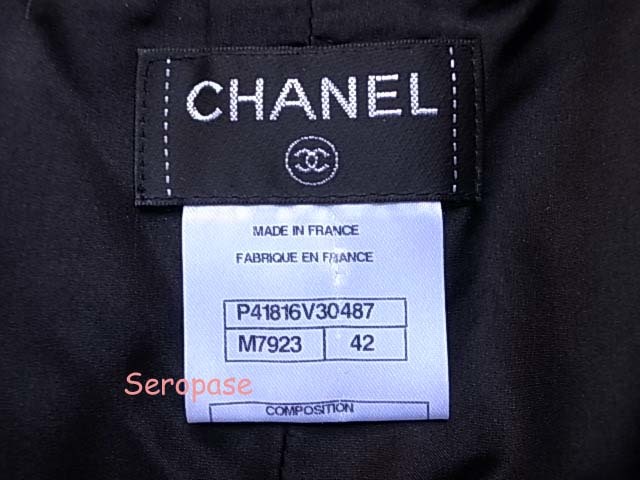 CHANEL
MADE IN FRANCE
FABRIQUE EN FRANCE
P41816V30487
M7923 42
Seropase
COMPOSITION